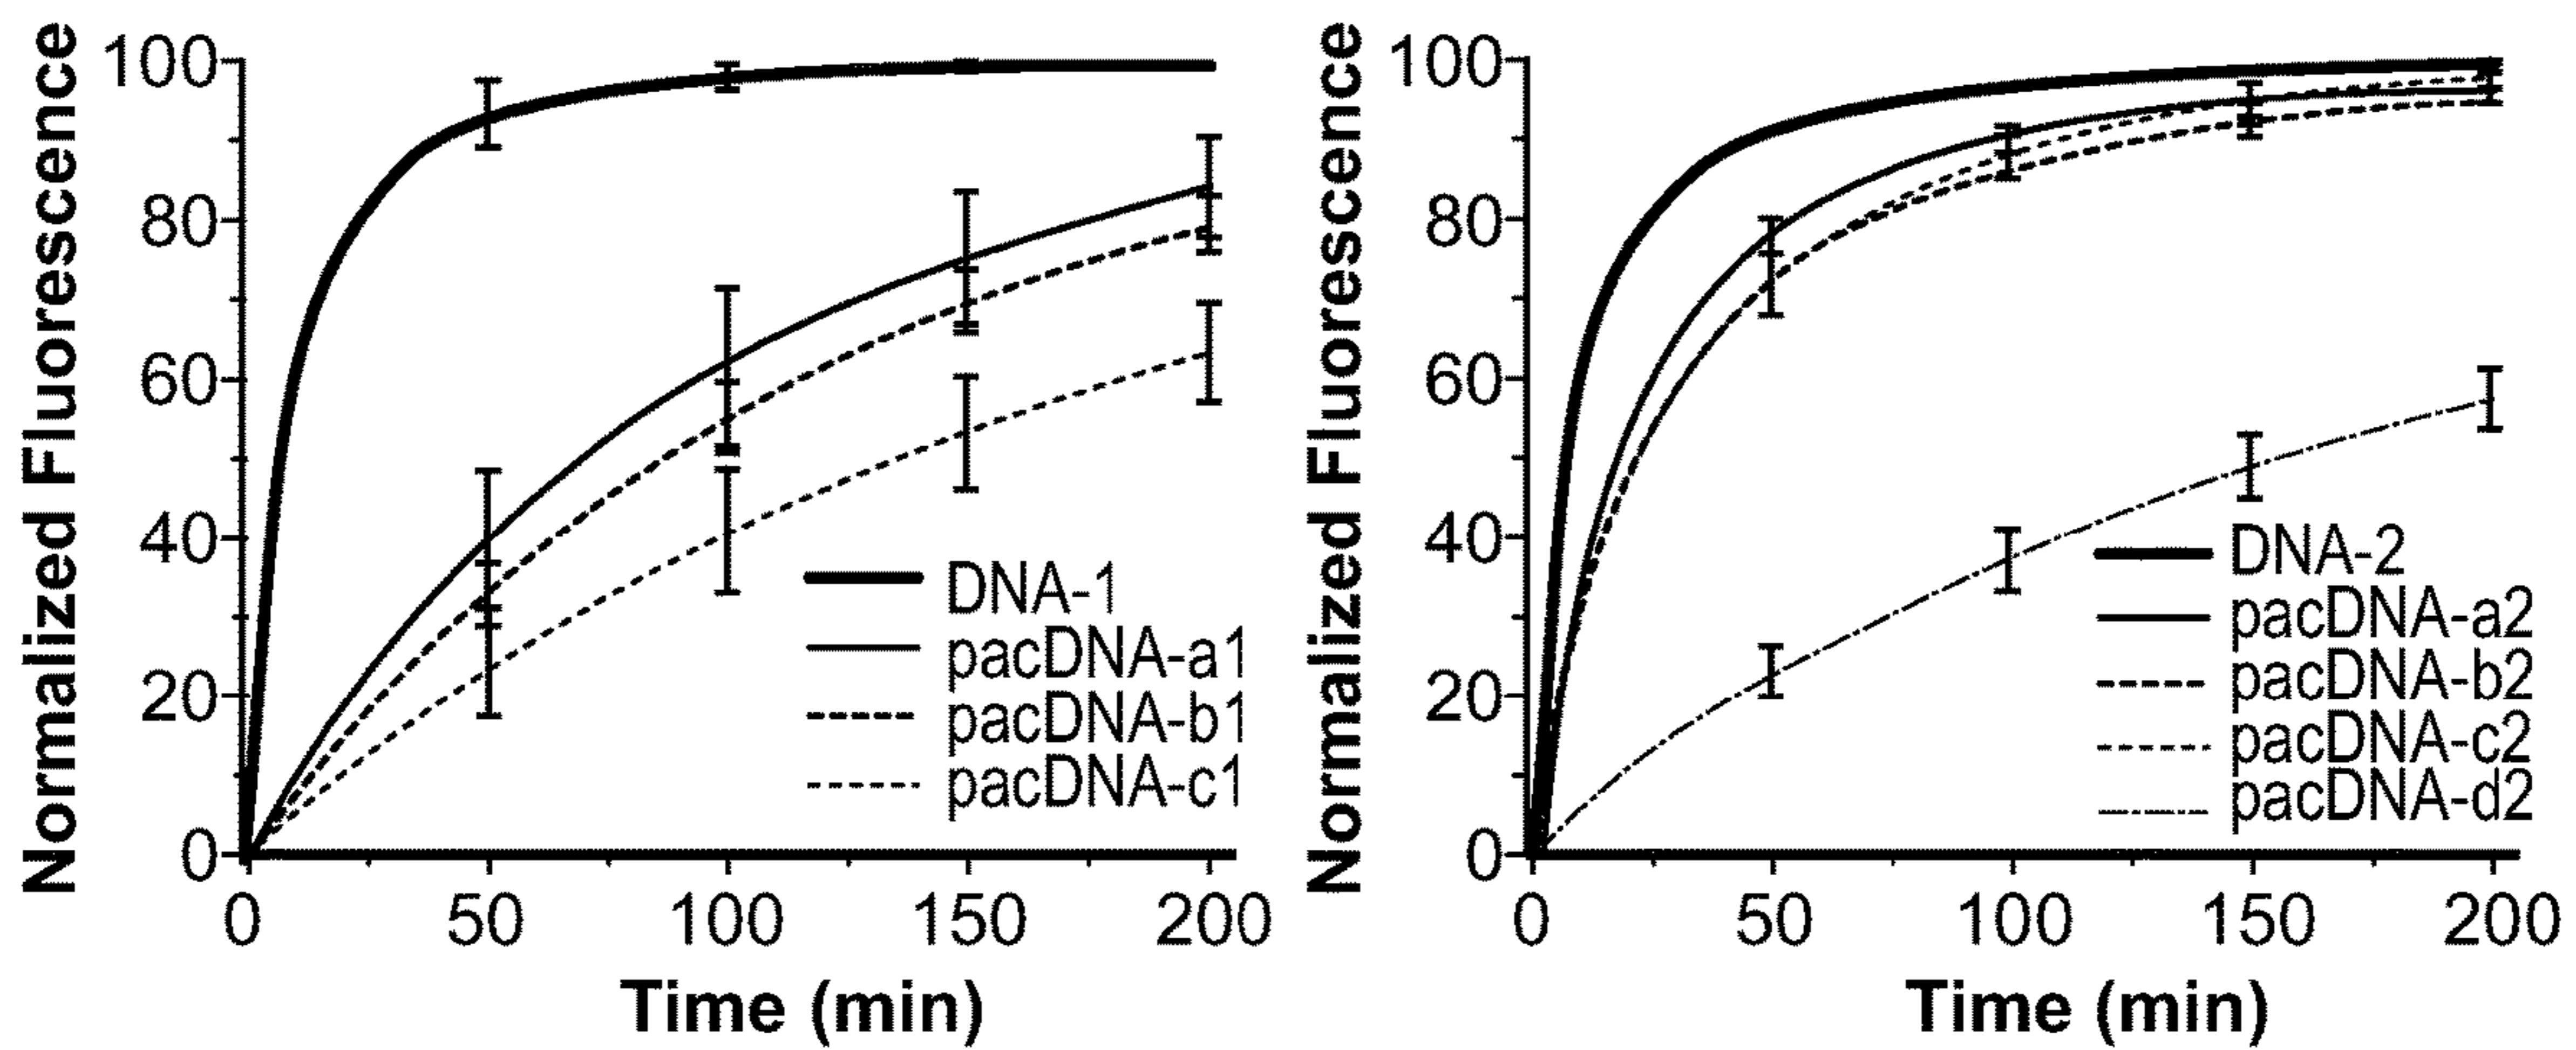 Normalized Fluorescence
100
80
60
40
20
0
0 50 100 150 200
Time (min)
DNA-1
pacDNA-a1
pacDNA-b1
pacDNA-c1
Normalized Fluorescence
100
80
60
40
20
0
0 50 100 150 200
Time (min)
DNA-2
pacDNA-a2
pacDNA-b2
pacDNA-c2
pacDNA-d2